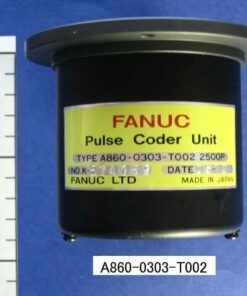 FANUC
Pulse Coder Unit
TYPE A860-0303-T002 2500P
NO.K- DATE
FANUC LTD MADE IN JAPAN
A860-0303-T002